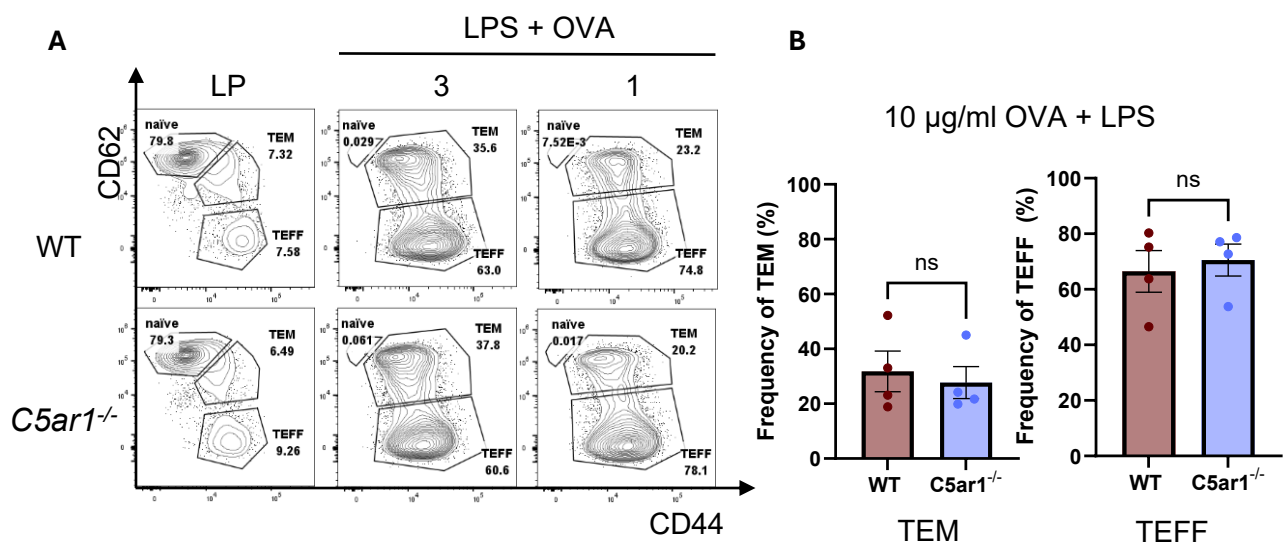 A
LPS + OVA
B
LP
3
1
CD62
WT
C5ar1-/-
naïve
79.8
TEM
7.32
TEFF
7.58
naïve
0.029
TEM
35.6
TEFF
63.0
naïve
7.52E-3
TEM
23.2
TEFF
74.8
naïve
79.3
TEM
6.49
TEFF
9.26
naïve
0.061
TEM
37.8
TEFF
60.6
naïve
0.017
TEM
20.2
TEFF
78.1
CD44
10 µg/ml OVA + LPS
Frequency of TEM (%)
100
80
60
40
20
0
ns
WT C5ar1-/-
TEM
Frequency of TEFF (%)
100
80
60
40
20
0
ns
WT C5ar1-/-
TEFF